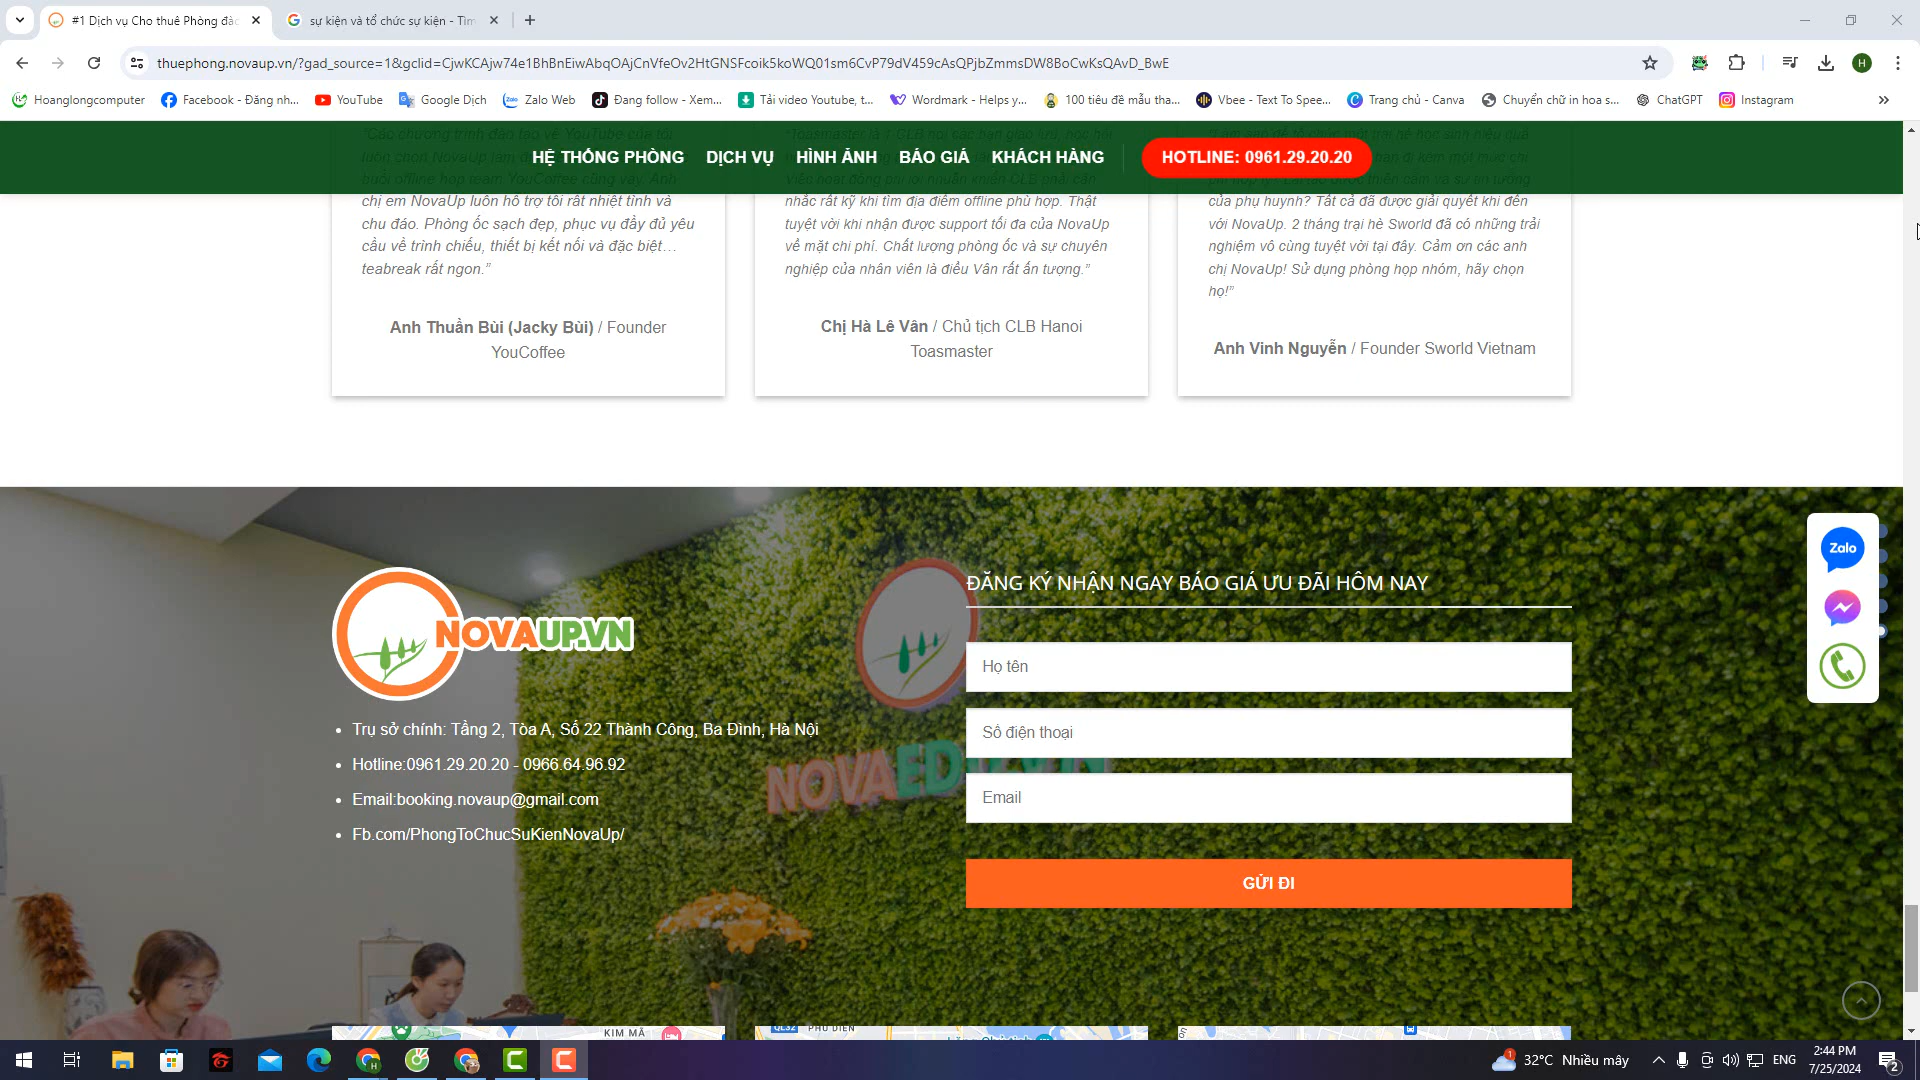 #1 Dịch vụ Cho thuê Phòng đào
sự kiện và tổ chức sự kiện - Tìm
thuephong.novaup.vn/?gad_source=1&gclid=CjwKCAjw74e1BhBnEiwAbqOAjCnVfeOv2HtGNSFcoik5koWQ01sm6CvP79dV459cAsQPjbZmmsDW8BoCwKsQAvD_BwE
H
Hoanglongcomputer
Facebook - Đăng nh...
YouTube
Google Dịch
Zalo Web
Đang follow - Xem...
Tải video Youtube, t...
Wordmark - Helps y...
100 tiêu đề mẫu tha...
Vbee - Text To Spee...
Trang chủ - Canva
Chuyển chữ in hoa s...
ChatGPT
Instagram
HỆ THỐNG PHÒNG
DỊCH VỤ
HÌNH ẢNH
BÁO GIÁ
KHÁCH HÀNG
HOTLINE: 0961.29.20.20
chị em NovaUp luôn hỗ trợ tôi rất nhiệt tình và
chu đáo. Phòng ốc sạch đẹp, phục vụ đầy đủ yêu
cầu về trình chiếu, thiết bị kết nối và đặc biệt…
teabreak rất ngon.”
Anh Thuần Bùi (Jacky Bùi) / Founder
YouCoffee
nhắc rất kỹ khi tìm địa điểm offline phù hợp. Thật
tuyệt vời khi nhận được support tối đa của NovaUp
về mặt chi phí. Chất lượng phòng ốc và sự chuyên
nghiệp của nhân viên là điều Vân rất ấn tượng.”
Chị Hà Lê Vân / Chủ tịch CLB Hanoi
Toasmaster
của phụ huynh? Tất cả đã được giải quyết khi đến
với NovaUp. 2 tháng trại hè Sworld đã có những trải
nghiệm vô cùng tuyệt vời tại đây. Cảm ơn các anh
chị NovaUp! Sử dụng phòng họp nhóm, hãy chọn
họ!”
Anh Vinh Nguyễn / Founder Sworld Vietnam
NOVAUP.VN
Trụ sở chính: Tầng 2, Tòa A, Số 22 Thành Công, Ba Đình, Hà Nội
Hotline:0961.29.20.20 - 0966.64.96.92
Email:booking.novaup@gmail.com
Fb.com/PhongToChucSuKienNovaUp/
ĐĂNG KÝ NHẬN NGAY BÁO GIÁ ƯU ĐÃI HÔM NAY
Họ tên
Số điện thoại
Email
GỬI ĐI
Zalo
KIM MÃ
QL32
PHÚ DIỄN
32°C Nhiều mây
ENG
2:44 PM
7/25/2024
2